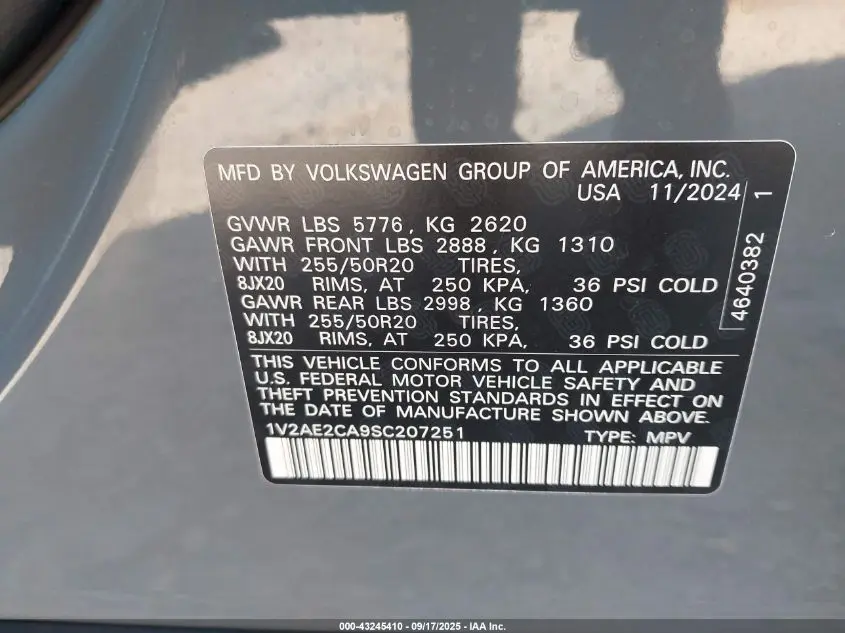 MFD BY VOLKSWAGEN GROUP OF AMERICA, INC.
USA 11/2024
GVWR LBS 5776, KG 2620
GAWR FRONT LBS 2888, KG 1310
WITH 255/50R20 TIRES,
8JX20 RIMS, AT 250 KPA, 36 PSI COLD
GAWR REAR LBS 2998, KG 1360
WITH 255/50R20 TIRES,
8JX20 RIMS, AT 250 KPA, 36 PSI COLD
THIS VEHICLE CONFORMS TO ALL APPLICABLE
U.S. FEDERAL MOTOR VEHICLE SAFETY AND
THEFT PREVENTION STANDARDS IN EFFECT ON
THE DATE OF MANUFACTURE SHOWN ABOVE.
1V2AE2CA9SC207251 TYPE: MPV
4640382 1
000-43245410 - 09/17/2025 - IAA Inc.